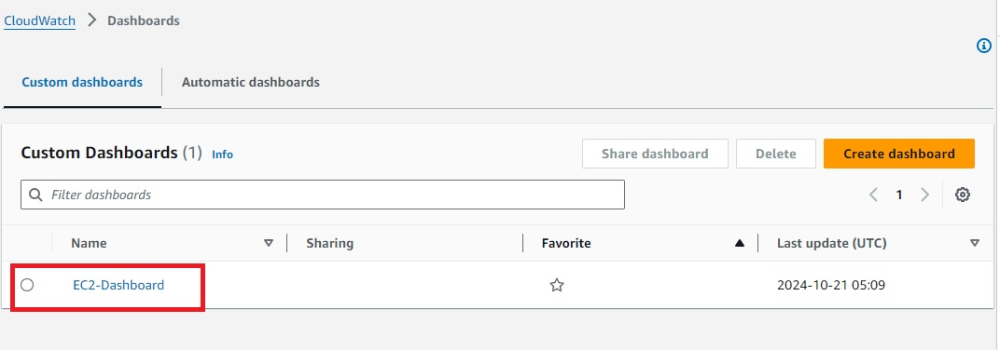 CloudWatch > Dashboards
Custom dashboards Automatic dashboards
Custom Dashboards (1) Info Share dashboard Delete Create dashboard
Filter dashboards 1
Name Sharing Favorite Last update (UTC)
EC2-Dashboard 2024-10-21 05:09